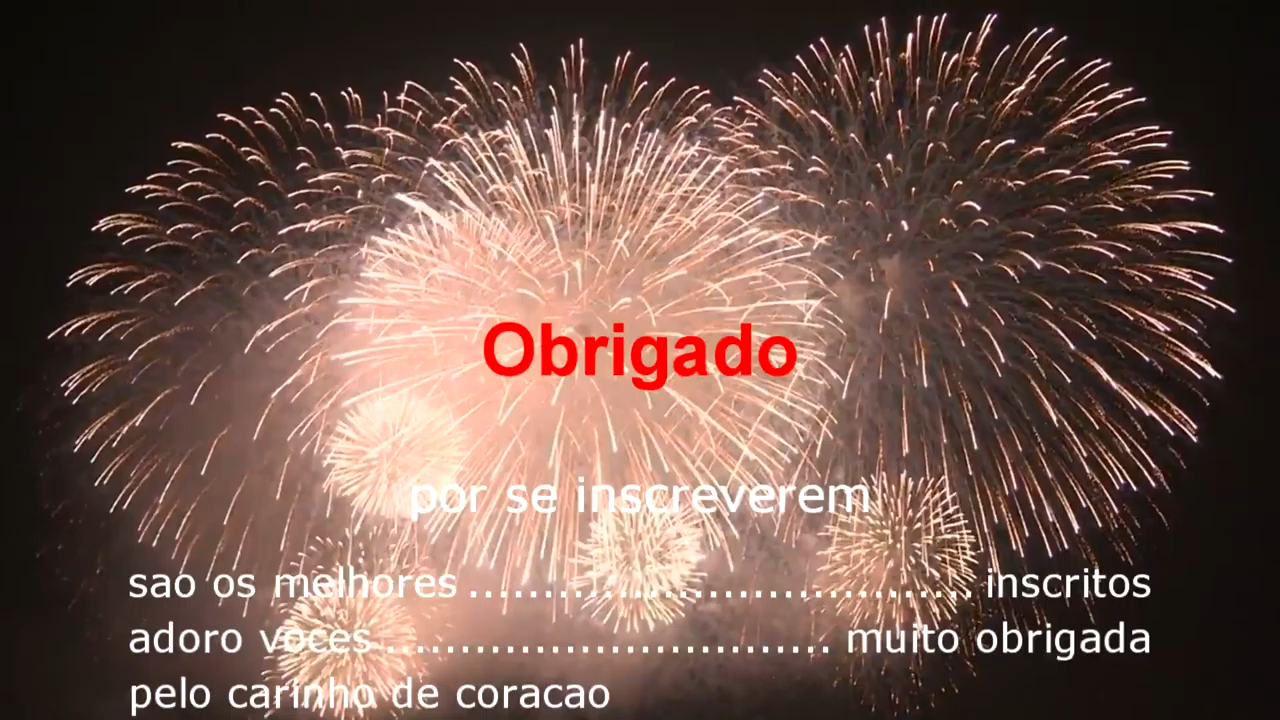 Obrigado
por se inscreverem
sao os melhores .................................. inscritos
adoro voces .............................. muito obrigada
pelo carinho de coracao